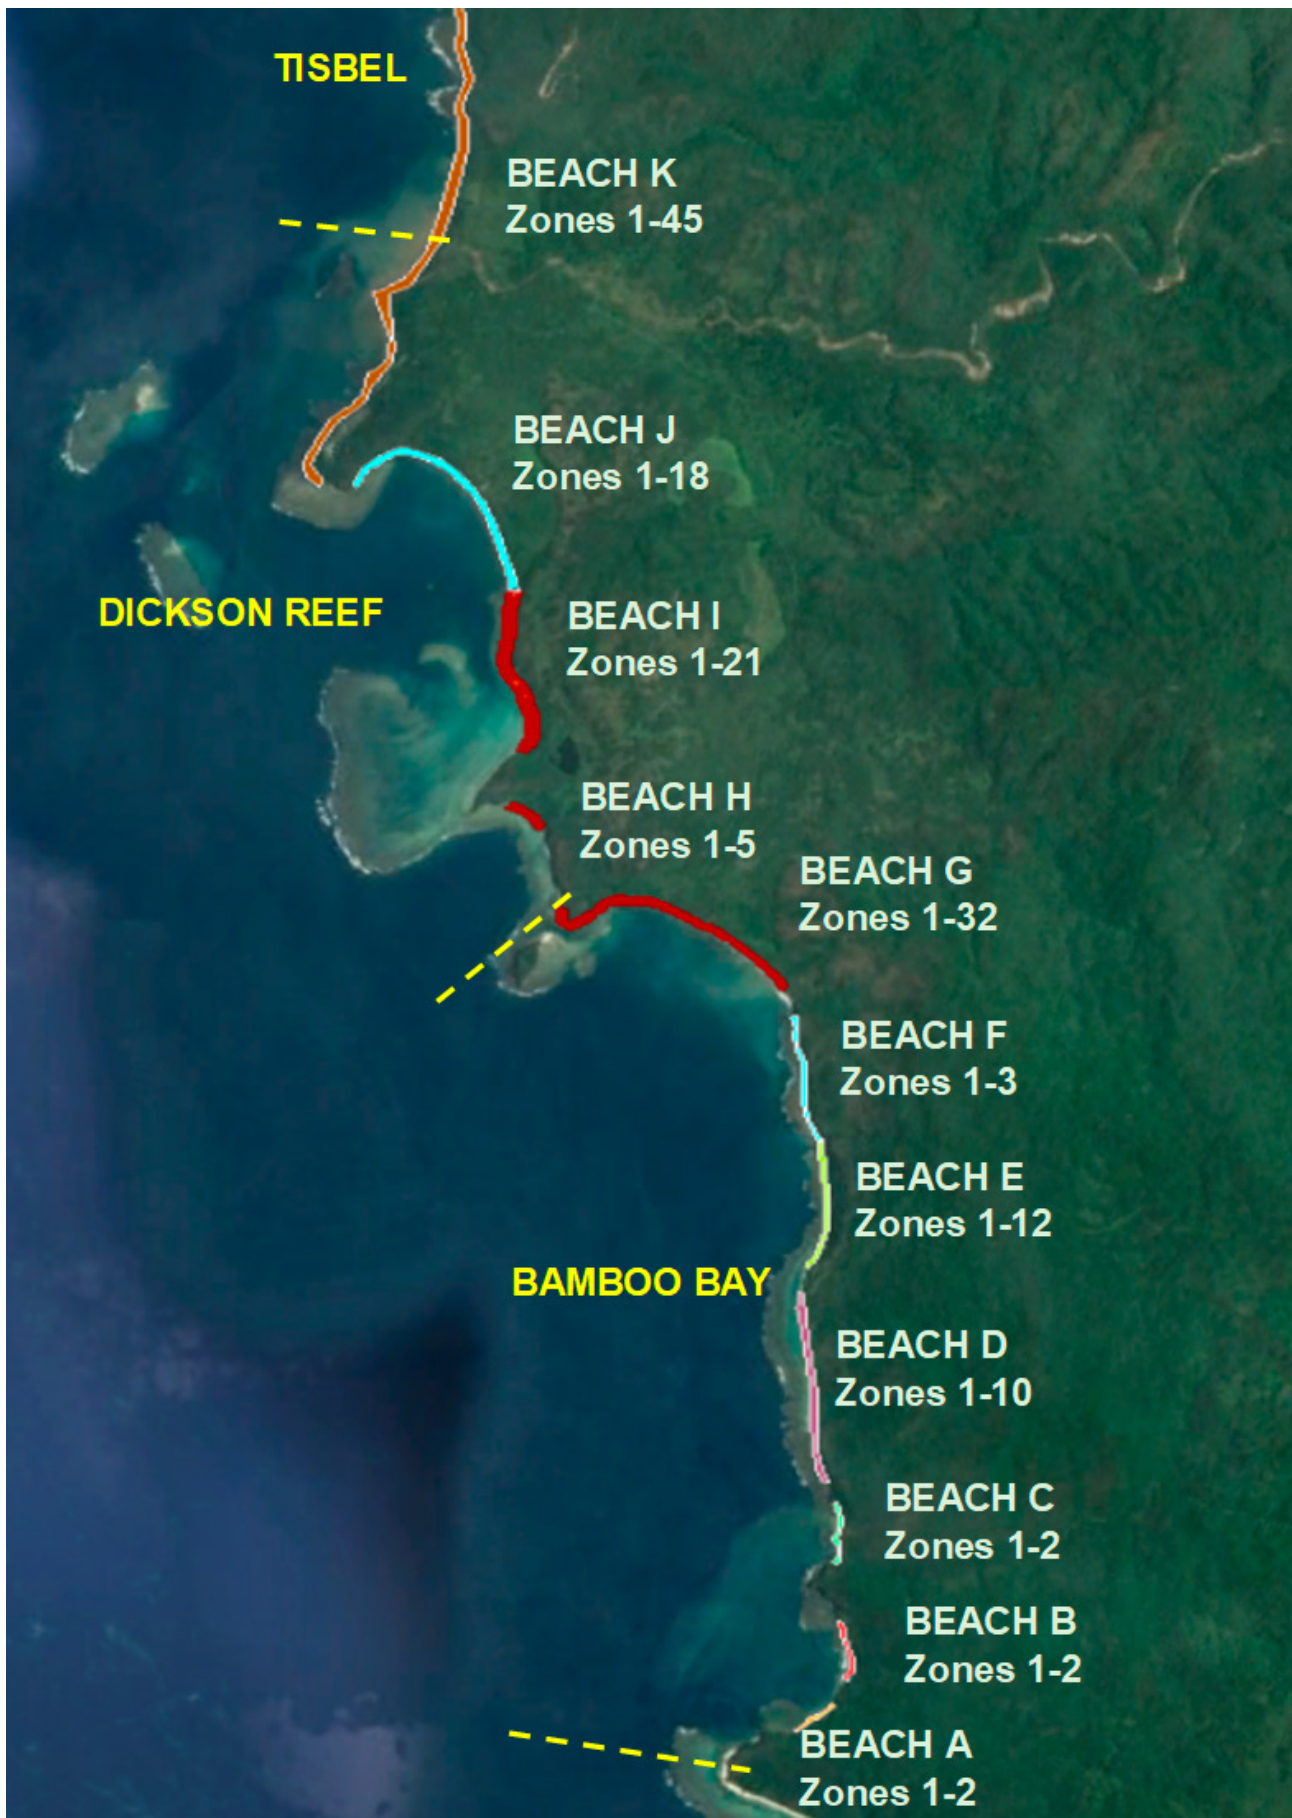 TISBEL
BEACH K
Zones 1-45
BEACH J
Zones 1-18
DICKSON REEF
BEACH I
Zones 1-21
BEACH H
Zones 1-5
BEACH G
Zones 1-32
BEACH F
Zones 1-3
BEACH E
Zones 1-12
BAMBOO BAY
BEACH D
Zones 1-10
BEACH C
Zones 1-2
BEACH B
Zones 1-2
BEACH A
Zones 1-2